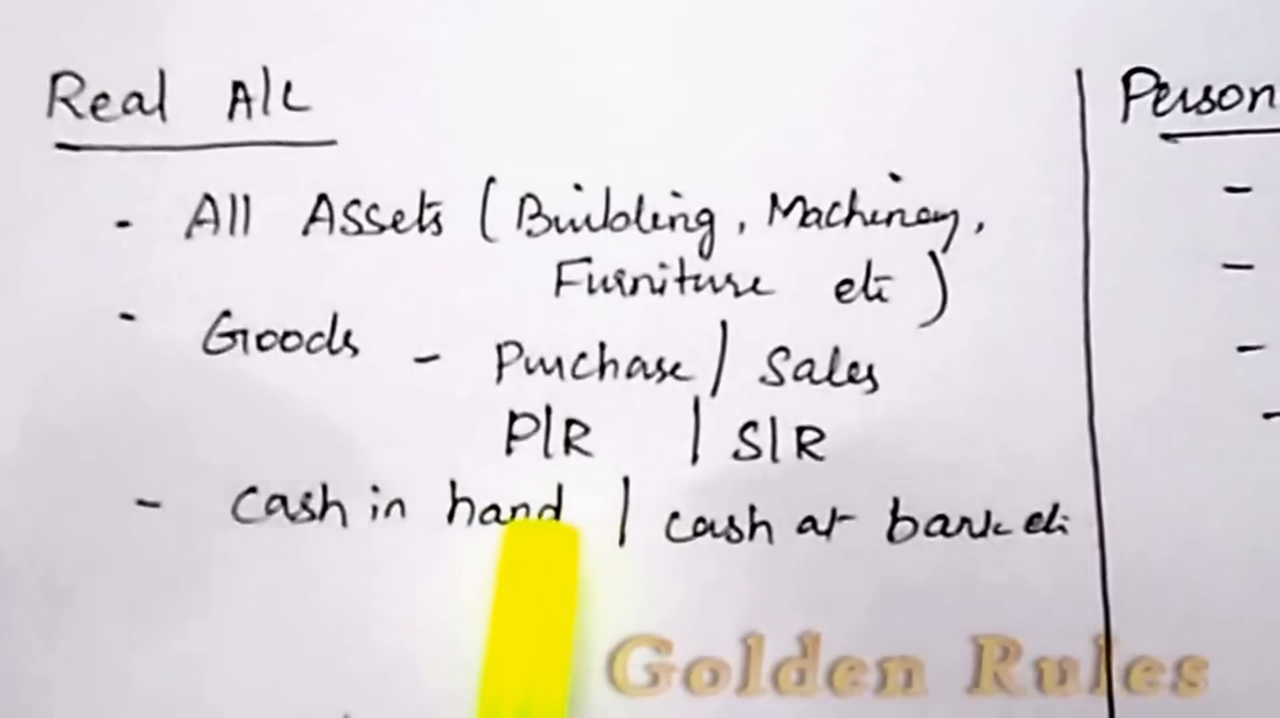 Real A/C
- All Assets (Building, Machinery,
Furniture etc)
- Goods - Purchase / Sales
P/R / S/R
- Cash in hand / cash at bank etc
Person
-
-
-
-
Golden Rules